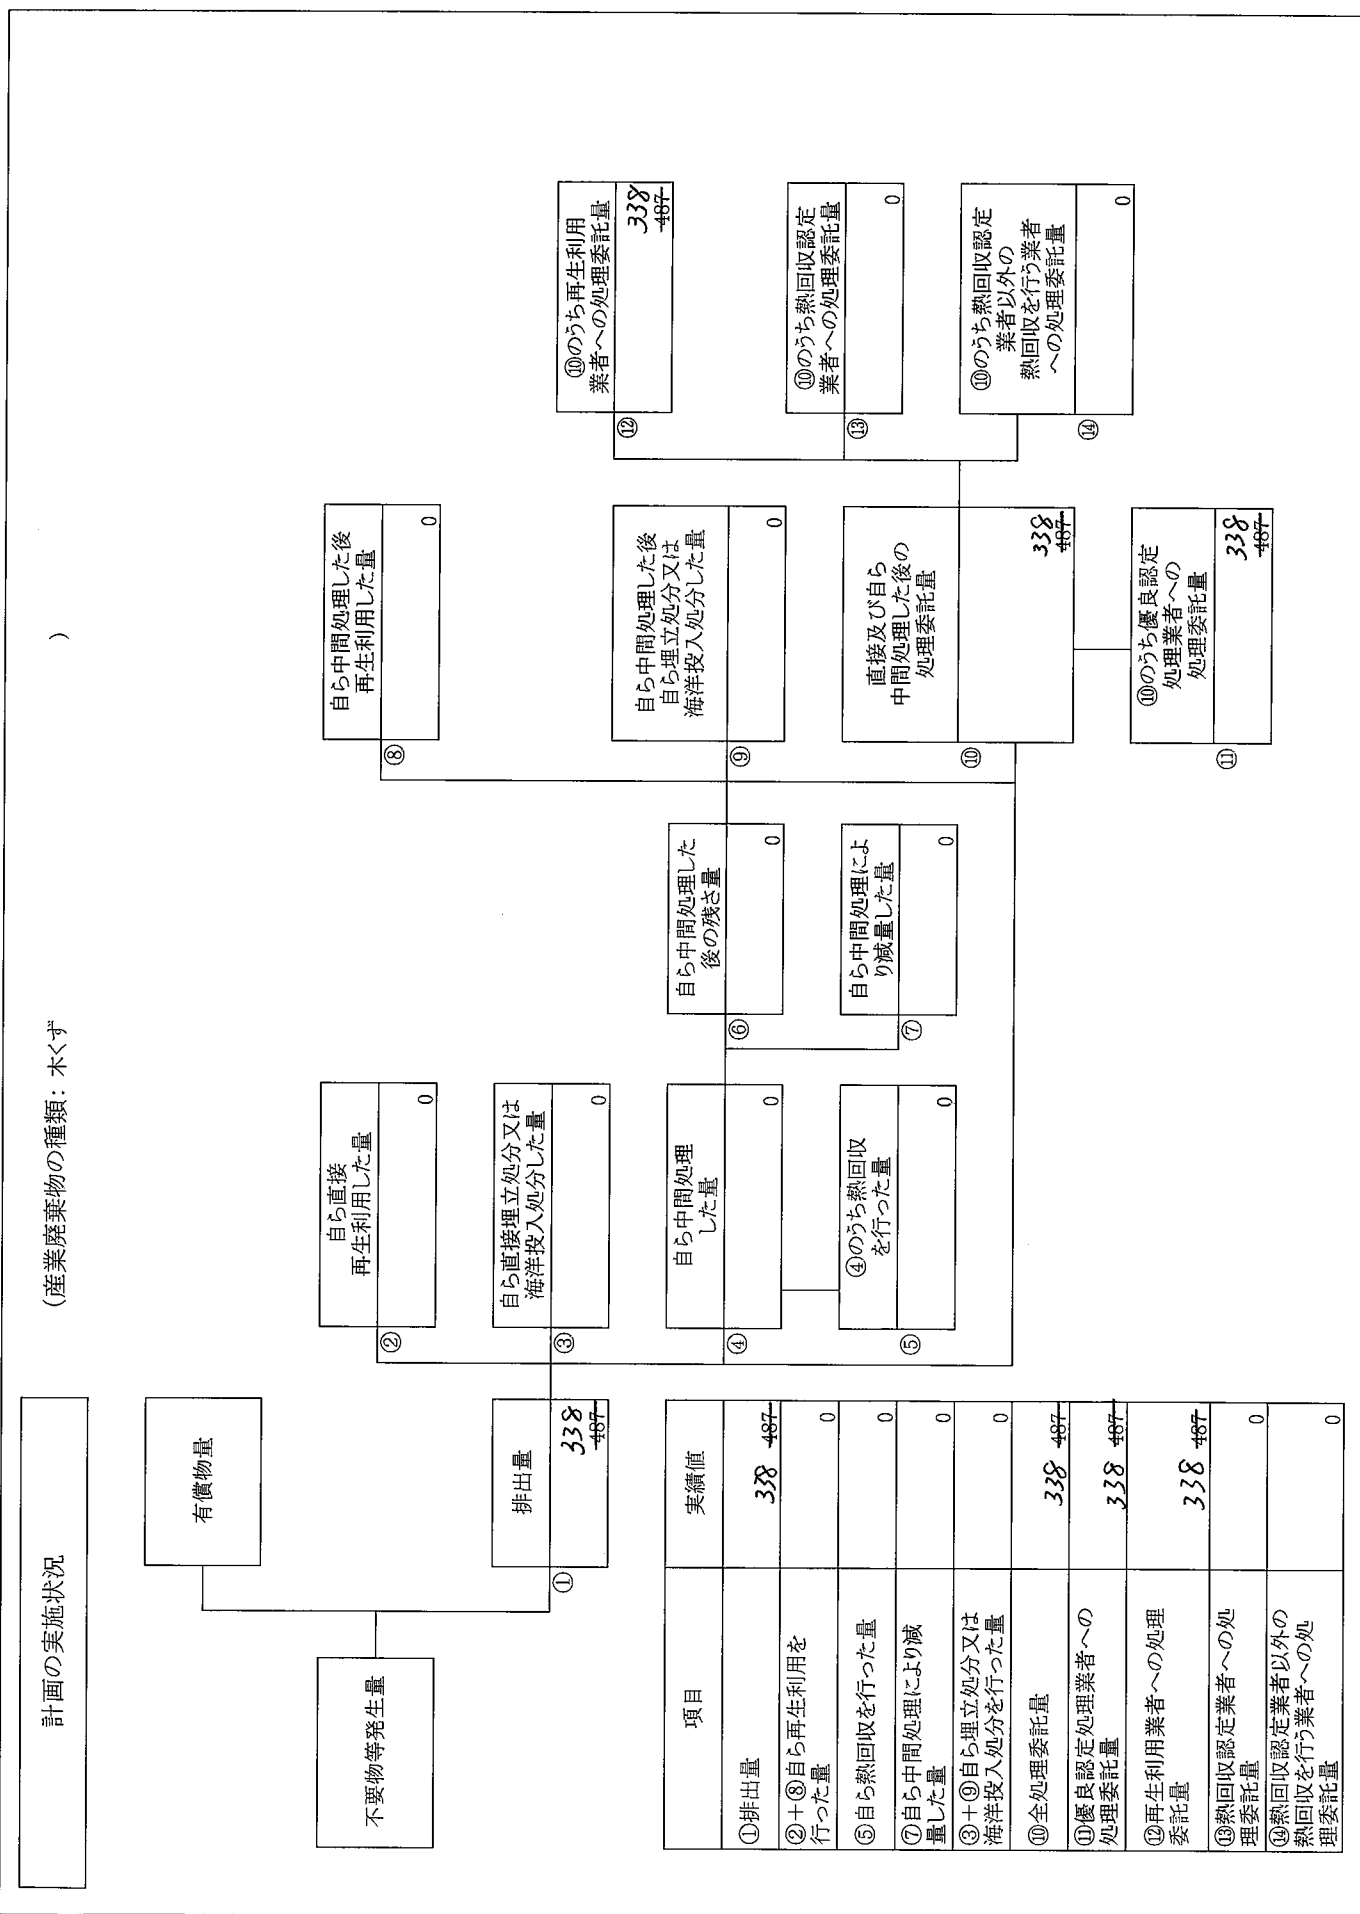 計画の実施状況
(産業廃棄物の種類: 木くず )
不要物等発生量
有償物量
①
排出量
338
487
②
自ら直接
再生利用した量
0
③
自ら直接埋立処分又は
海洋投入処分した量
0
④
自ら中間処理
した量
0
⑤
④のうち熱回収
を行った量
0
⑥
自ら中間処理した
後の残さ量
0
⑦
自ら中間処理によ
り減量した量
0
⑧
自ら中間処理した後
再生利用した量
0
⑨
自ら中間処理した後
自ら埋立処分又は
海洋投入処分した量
0
⑩
直接及び自ら
中間処理した後の
処理委託量
338
487
⑪
⑩のうち優良認定
処理業者への
処理委託量
338
487
⑫
⑩のうち再生利用
業者への処理委託量
338
487
⑬
⑩のうち熱回収認定
業者への処理委託量
0
⑭
⑩のうち熱回収認定
業者以外の
熱回収を行う業者
への処理委託量
0
項目 実績値
①排出量 338 487
②+⑧自ら再生利用を
行った量 0
⑤自ら熱回収を行った量 0
⑦自ら中間処理により減
量した量 0
③+⑨自ら埋立処分又は
海洋投入処分を行った量 0
⑩全処理委託量 338 487
⑪優良認定処理業者への
処理委託量 338 487
⑫再生利用業者への処理
委託量 338 487
⑬熱回収認定業者への処
理委託量 0
⑭熱回収認定業者以外の
熱回収を行う業者への処
理委託量 0